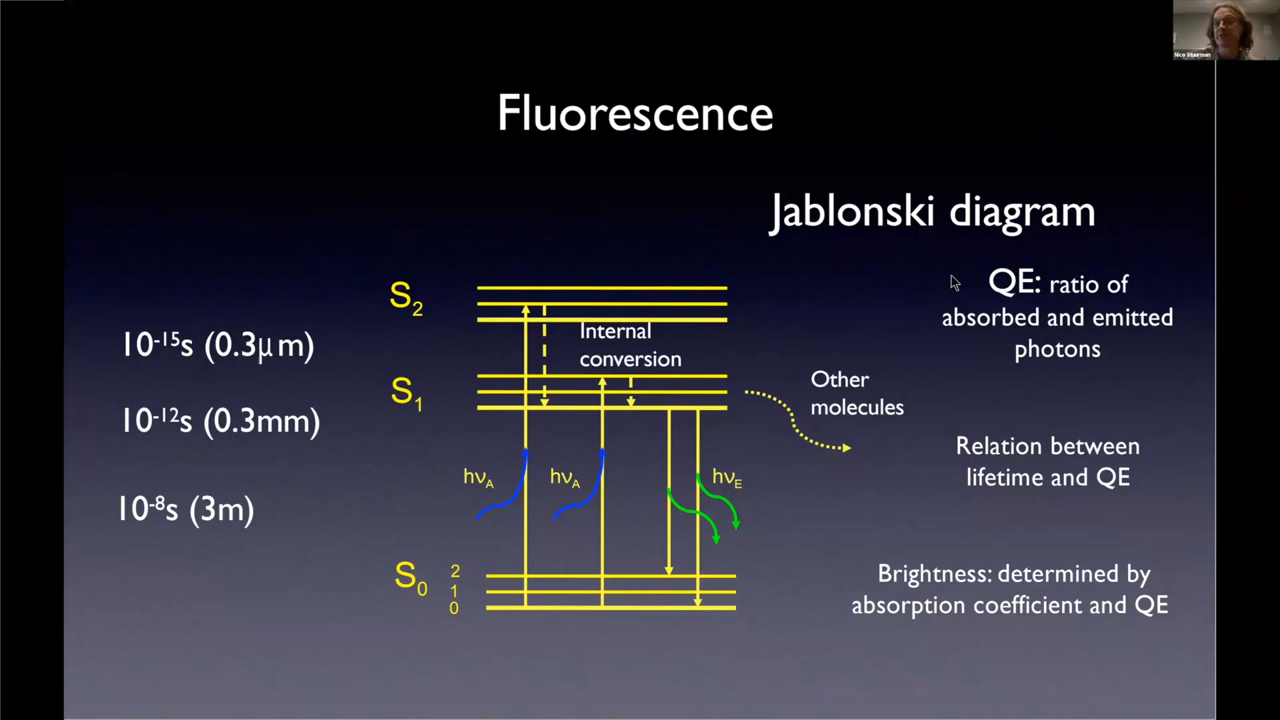 Nico Stuurman
Fluorescence
Jablonski diagram
10⁻¹⁵s (0.3μm)
10⁻¹²s (0.3mm)
10⁻⁸s (3m)
S₂
S₁
S₀
2
1
0
Internal
conversion
hνA
hνA
hνE
Other
molecules
QE: ratio of
absorbed and emitted
photons
Relation between
lifetime and QE
Brightness: determined by
absorption coefficient and QE